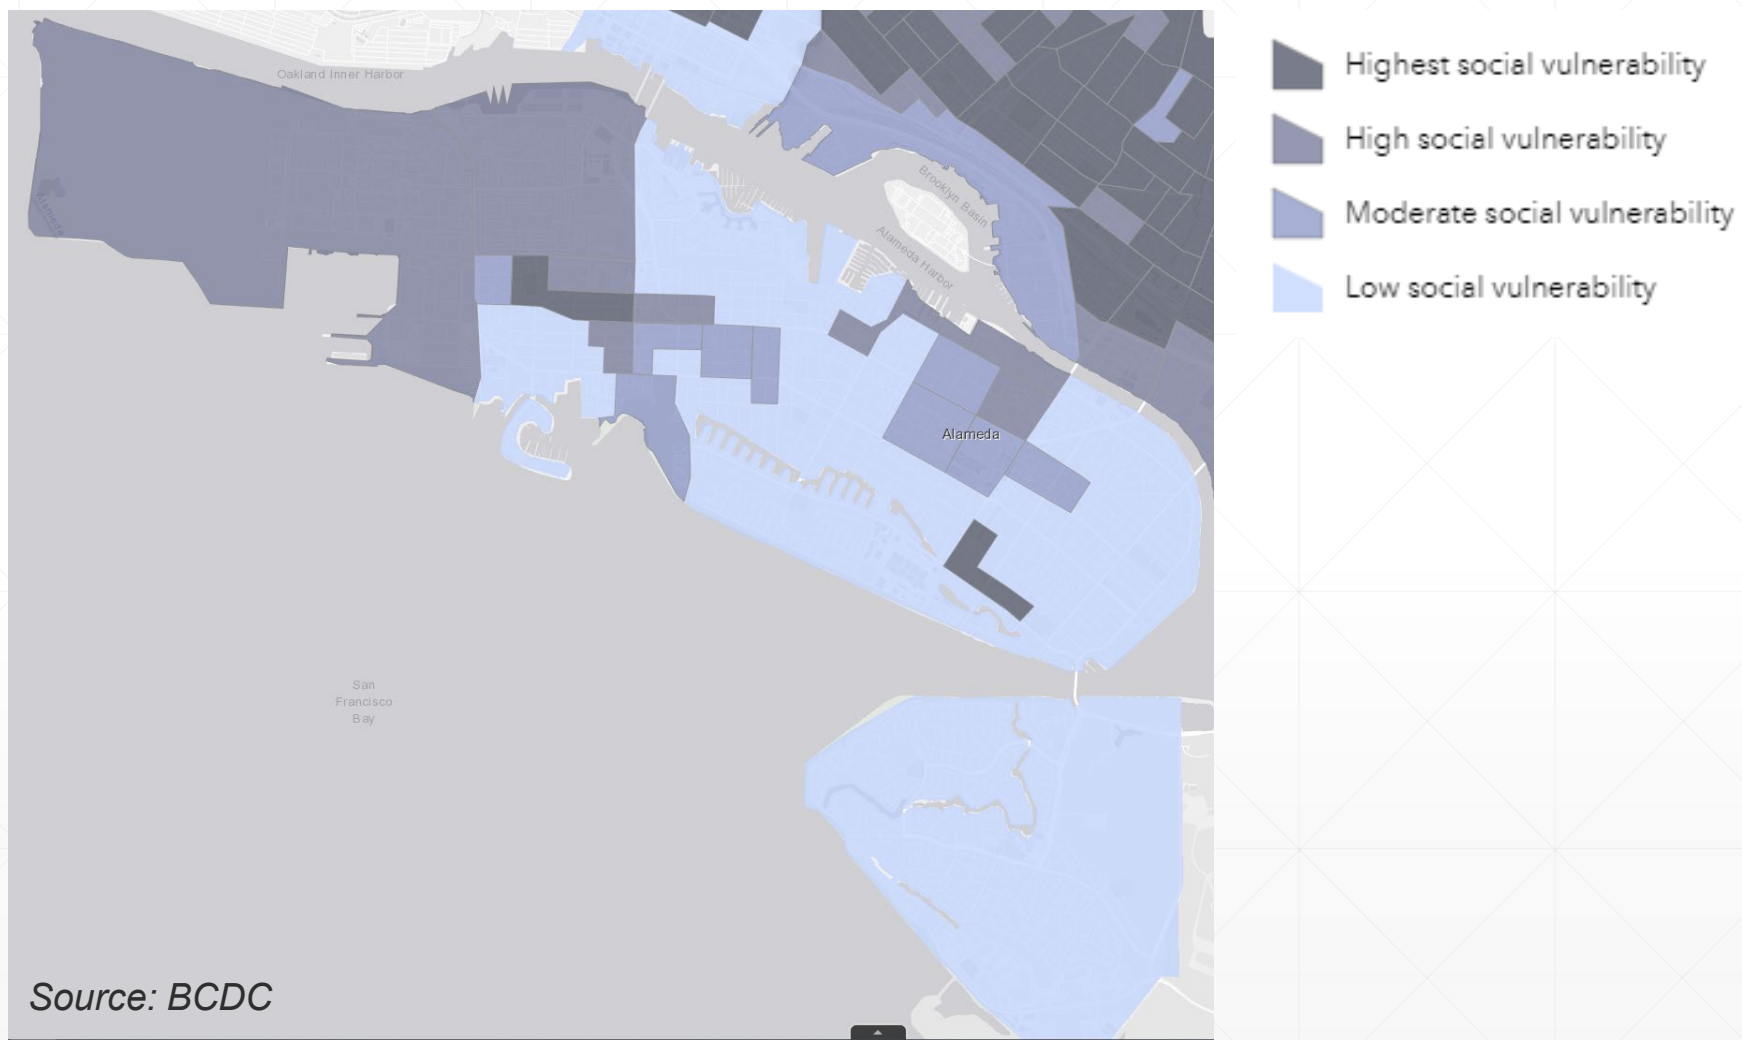 Oakland Inner Harbor
Alameda
Brooklyn Basin
Alameda Harbor
Alameda
San
Francisco
Bay
Source: BCDC
Highest social vulnerability
High social vulnerability
Moderate social vulnerability
Low social vulnerability